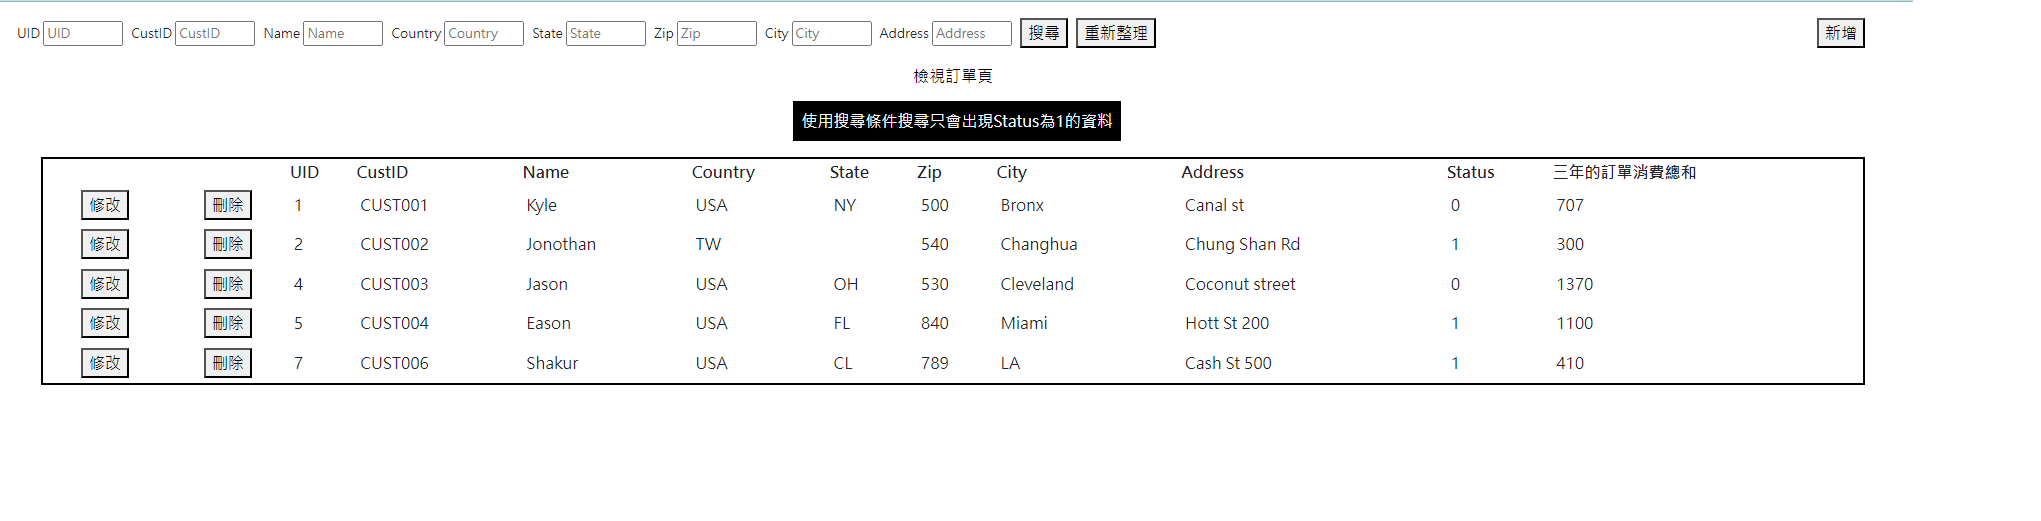 UID UID CustID CustID Name Name Country Country State State Zip Zip City City Address Address 搜尋 重新整理 新增
檢視訂單頁
使用搜尋條件搜尋只會出現Status為1的資料
UID CustID Name Country State Zip City Address Status 三年的訂單消費總和
修改 刪除 1 CUST001 Kyle USA NY 500 Bronx Canal st 0 707
修改 刪除 2 CUST002 Jonothan TW 540 Changhua Chung Shan Rd 1 300
修改 刪除 4 CUST003 Jason USA OH 530 Cleveland Coconut street 0 1370
修改 刪除 5 CUST004 Eason USA FL 840 Miami Hott St 200 1 1100
修改 刪除 7 CUST006 Shakur USA CL 789 LA Cash St 500 1 410